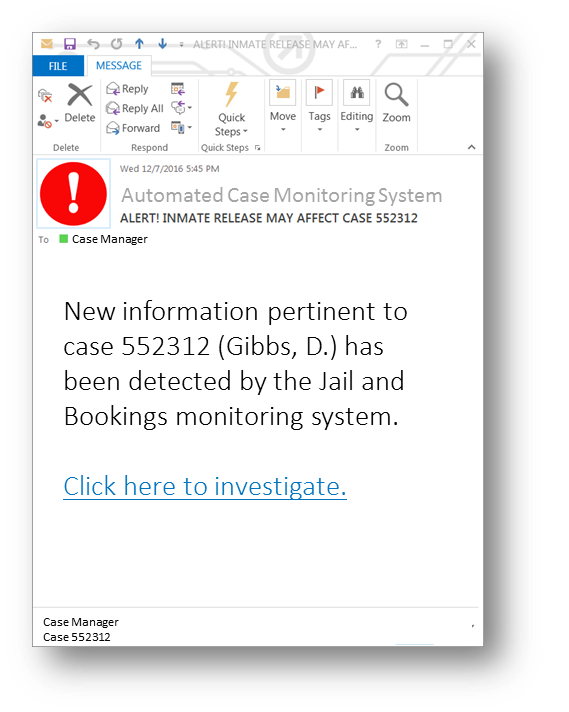 ALERT! INMATE RELEASE MAY AF...
FILE MESSAGE
Delete
Reply
Reply All
Forward
Quick
Steps
Move
Tags
Editing
Zoom
Delete Respond Quick Steps Zoom
Wed 12/7/2016 5:45 PM
Automated Case Monitoring System
ALERT! INMATE RELEASE MAY AFFECT CASE 552312
To Case Manager
New information pertinent to
case 552312 (Gibbs, D.) has
been detected by the Jail and
Bookings monitoring system.
Click here to investigate.
Case Manager
Case 552312